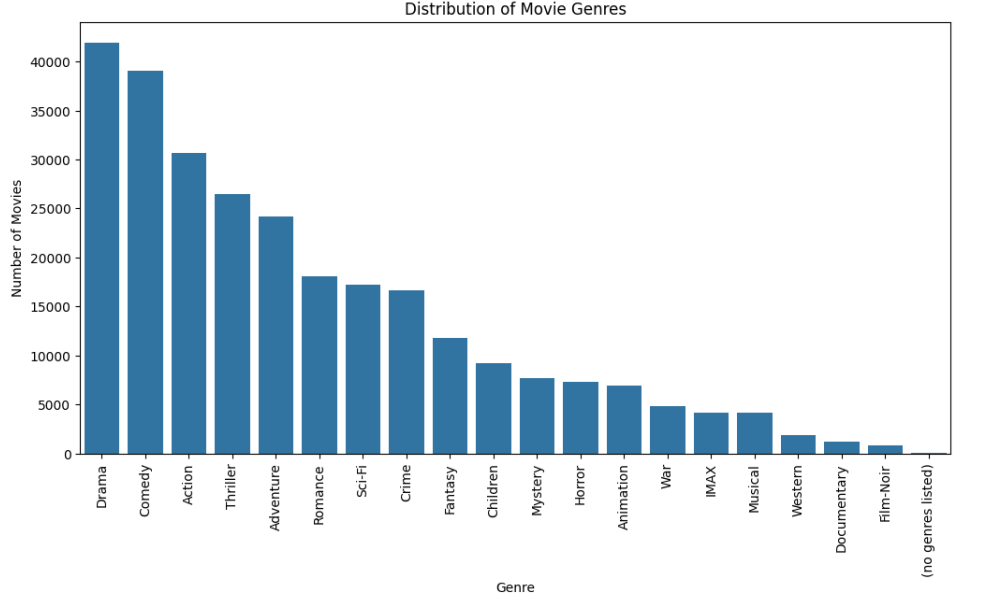 Distribution of Movie Genres
Number of Movies
40000
35000
30000
25000
20000
15000
10000
5000
0
Drama
Comedy
Action
Thriller
Adventure
Romance
Sci-Fi
Crime
Fantasy
Children
Mystery
Horror
Animation
War
IMAX
Musical
Western
Documentary
Film-Noir
(no genres listed)
Genre